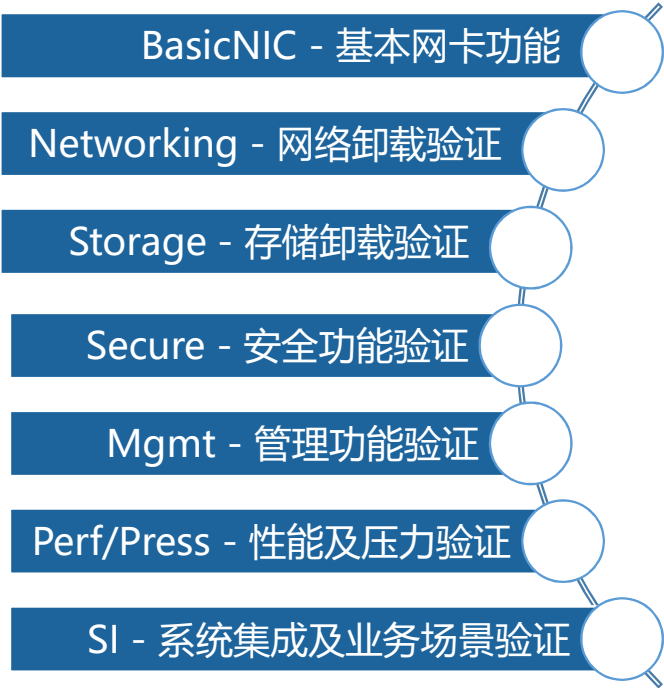 BasicNIC - 基本网卡功能
Networking - 网络卸载验证
Storage - 存储卸载验证
Secure - 安全功能验证
Mgmt - 管理功能验证
Perf/Press - 性能及压力验证
SI - 系统集成及业务场景验证